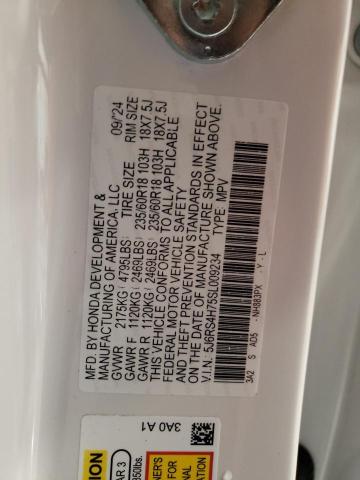 MFD. BY HONDA DEVELOPMENT &
MANUFACTURING OF AMERICA, LLC 09/'24
GVWR 2175KG( 4795LBS) TIRE SIZE RIM SIZE
GAWR F 1120KG( 2469LBS) 235/60R18 103H 18X7.5J
GAWR R 1120KG( 2469LBS) 235/60R18 103H 18X7.5J
THIS VEHICLE CONFORMS TO ALL APPLICABLE
FEDERAL MOTOR VEHICLE SAFETY
AND THEFT PREVENTION STANDARDS IN EFFECT
ON THE DATE OF MANUFACTURE SHOWN ABOVE.
V.I.N.: 5J6RS4H75SL009234 TYPE: MPV
3A2 S AD5 NH883PX Y - L
3A0 A1